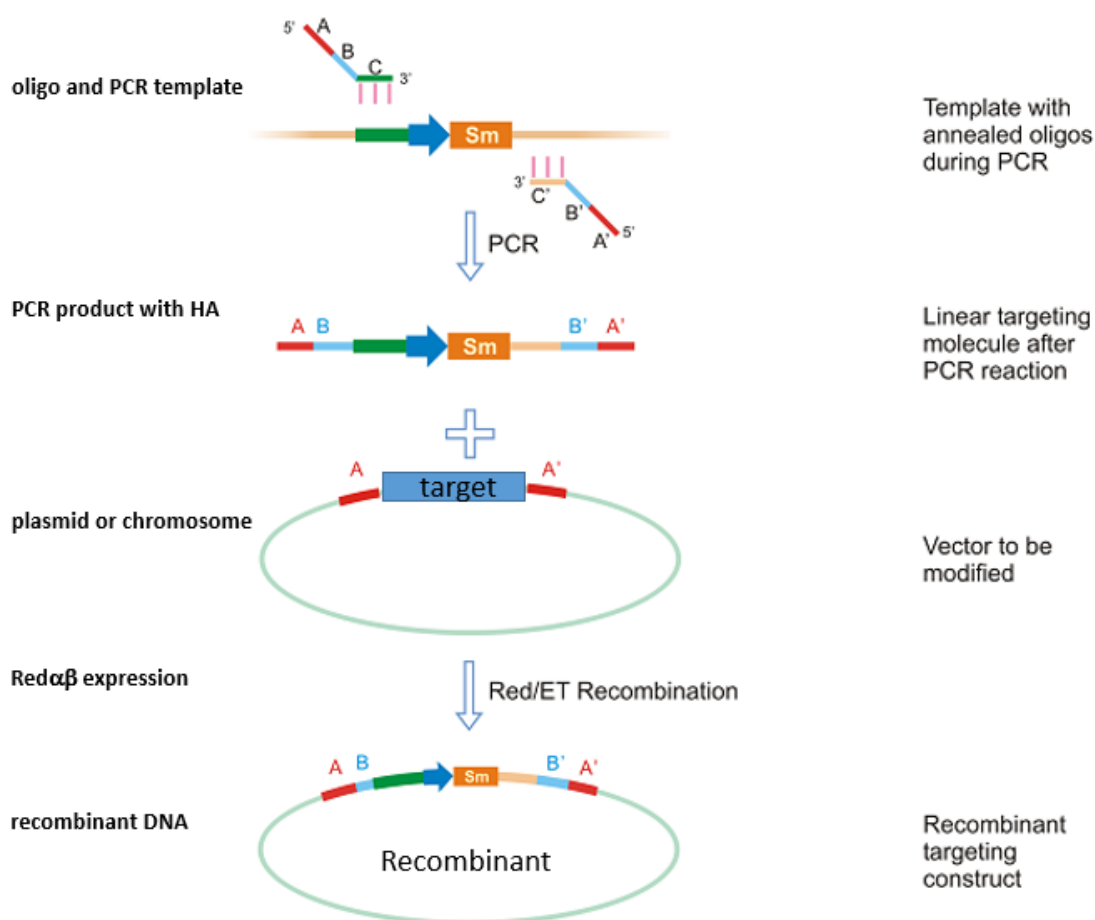 5' A
B
C
3'
oligo and PCR template
Sm
Template with
annealed oligos
during PCR
3' C'
B'
A' 5'
PCR
PCR product with HA
A B B' A'
Sm
Linear targeting
molecule after
PCR reaction
A A'
target
plasmid or chromosome
Vector to be
modified
Redαβ expression
Red/ET Recombination
A B B' A'
Sm
recombinant DNA
Recombinant
Recombinant
targeting
construct